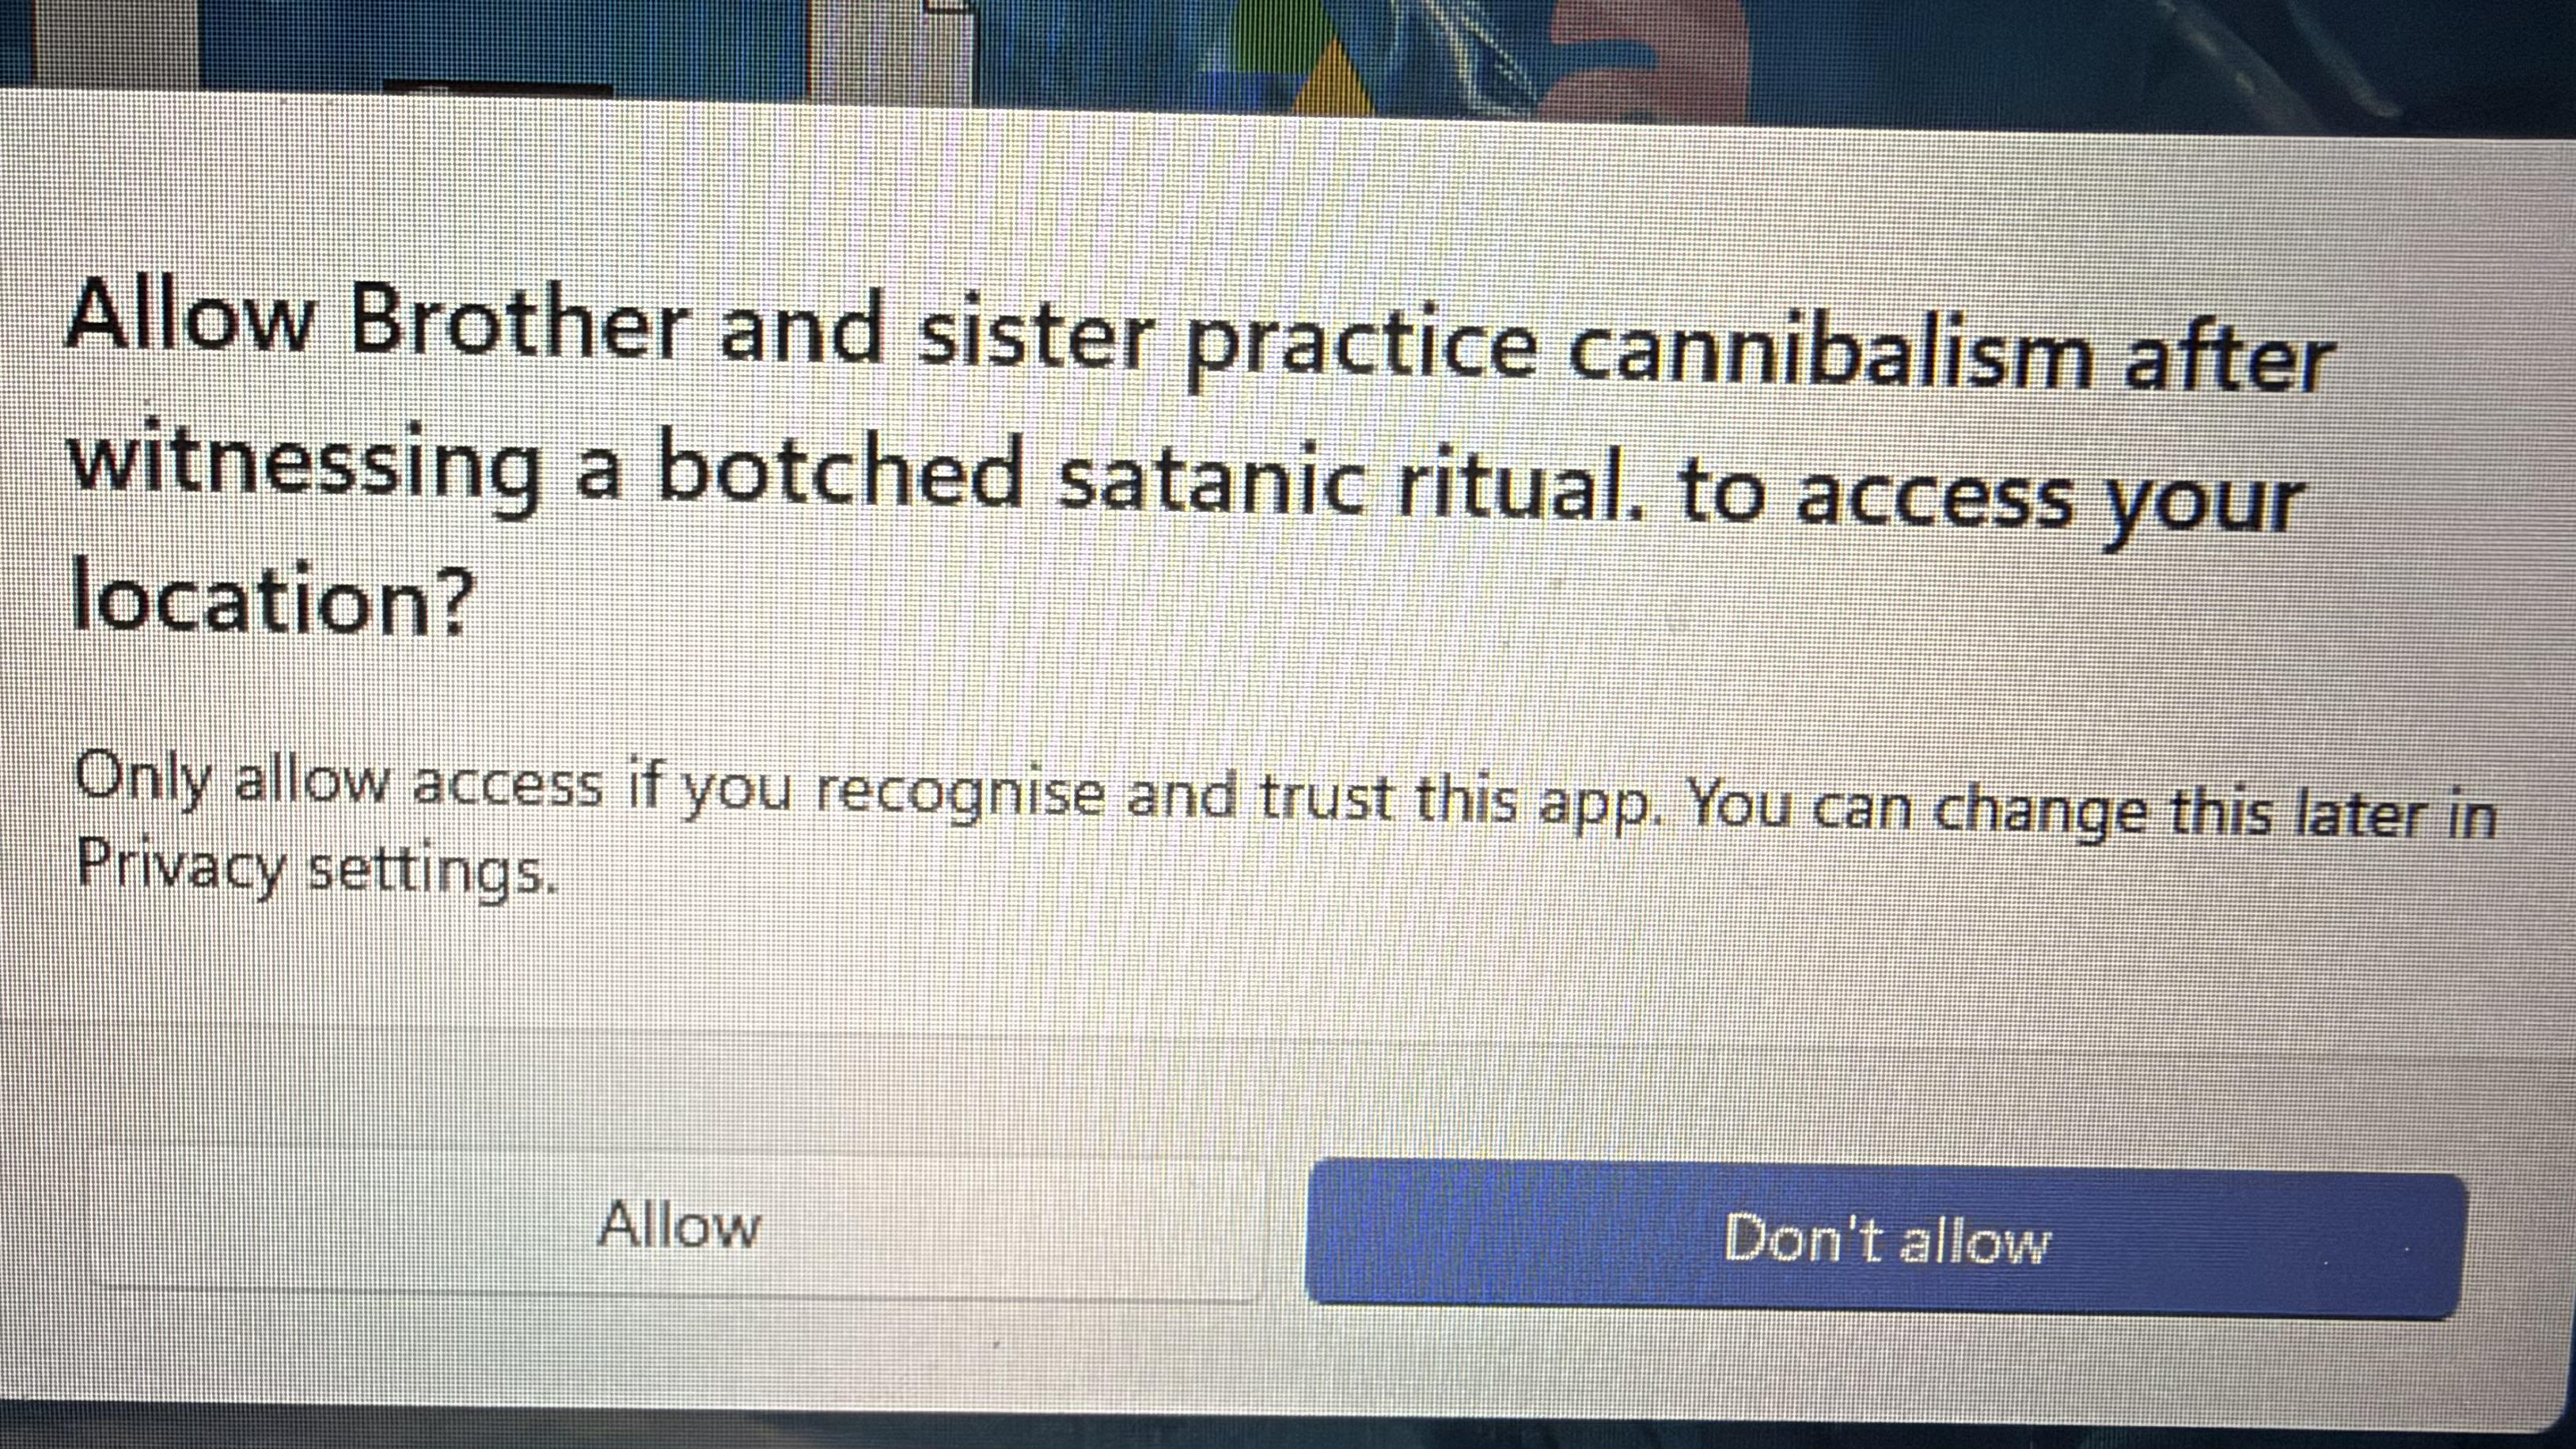 Allow Brother and sister practice cannibalism after
witnessing a botched satanic ritual. to access your
location?
Only allow access if you recognise and trust this app. You can change this later in
Privacy settings.
Allow
Don't allow